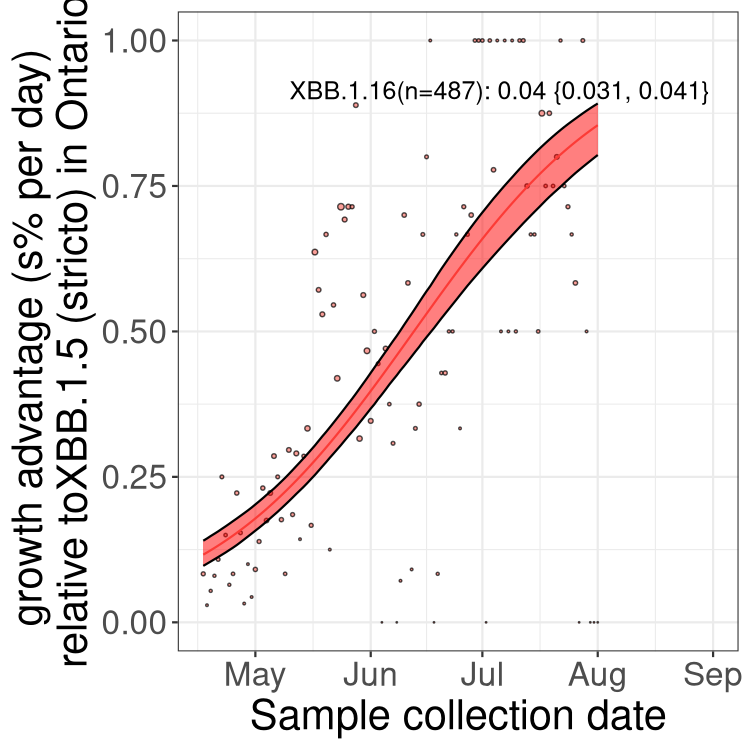 growth advantage (s% per day)
relative toXBB.1.5 (stricto) in Ontario
1.00
0.75
0.50
0.25
0.00
XBB.1.16(n=487): 0.04 {0.031, 0.041}
May Jun Jul Aug Sep
Sample collection date